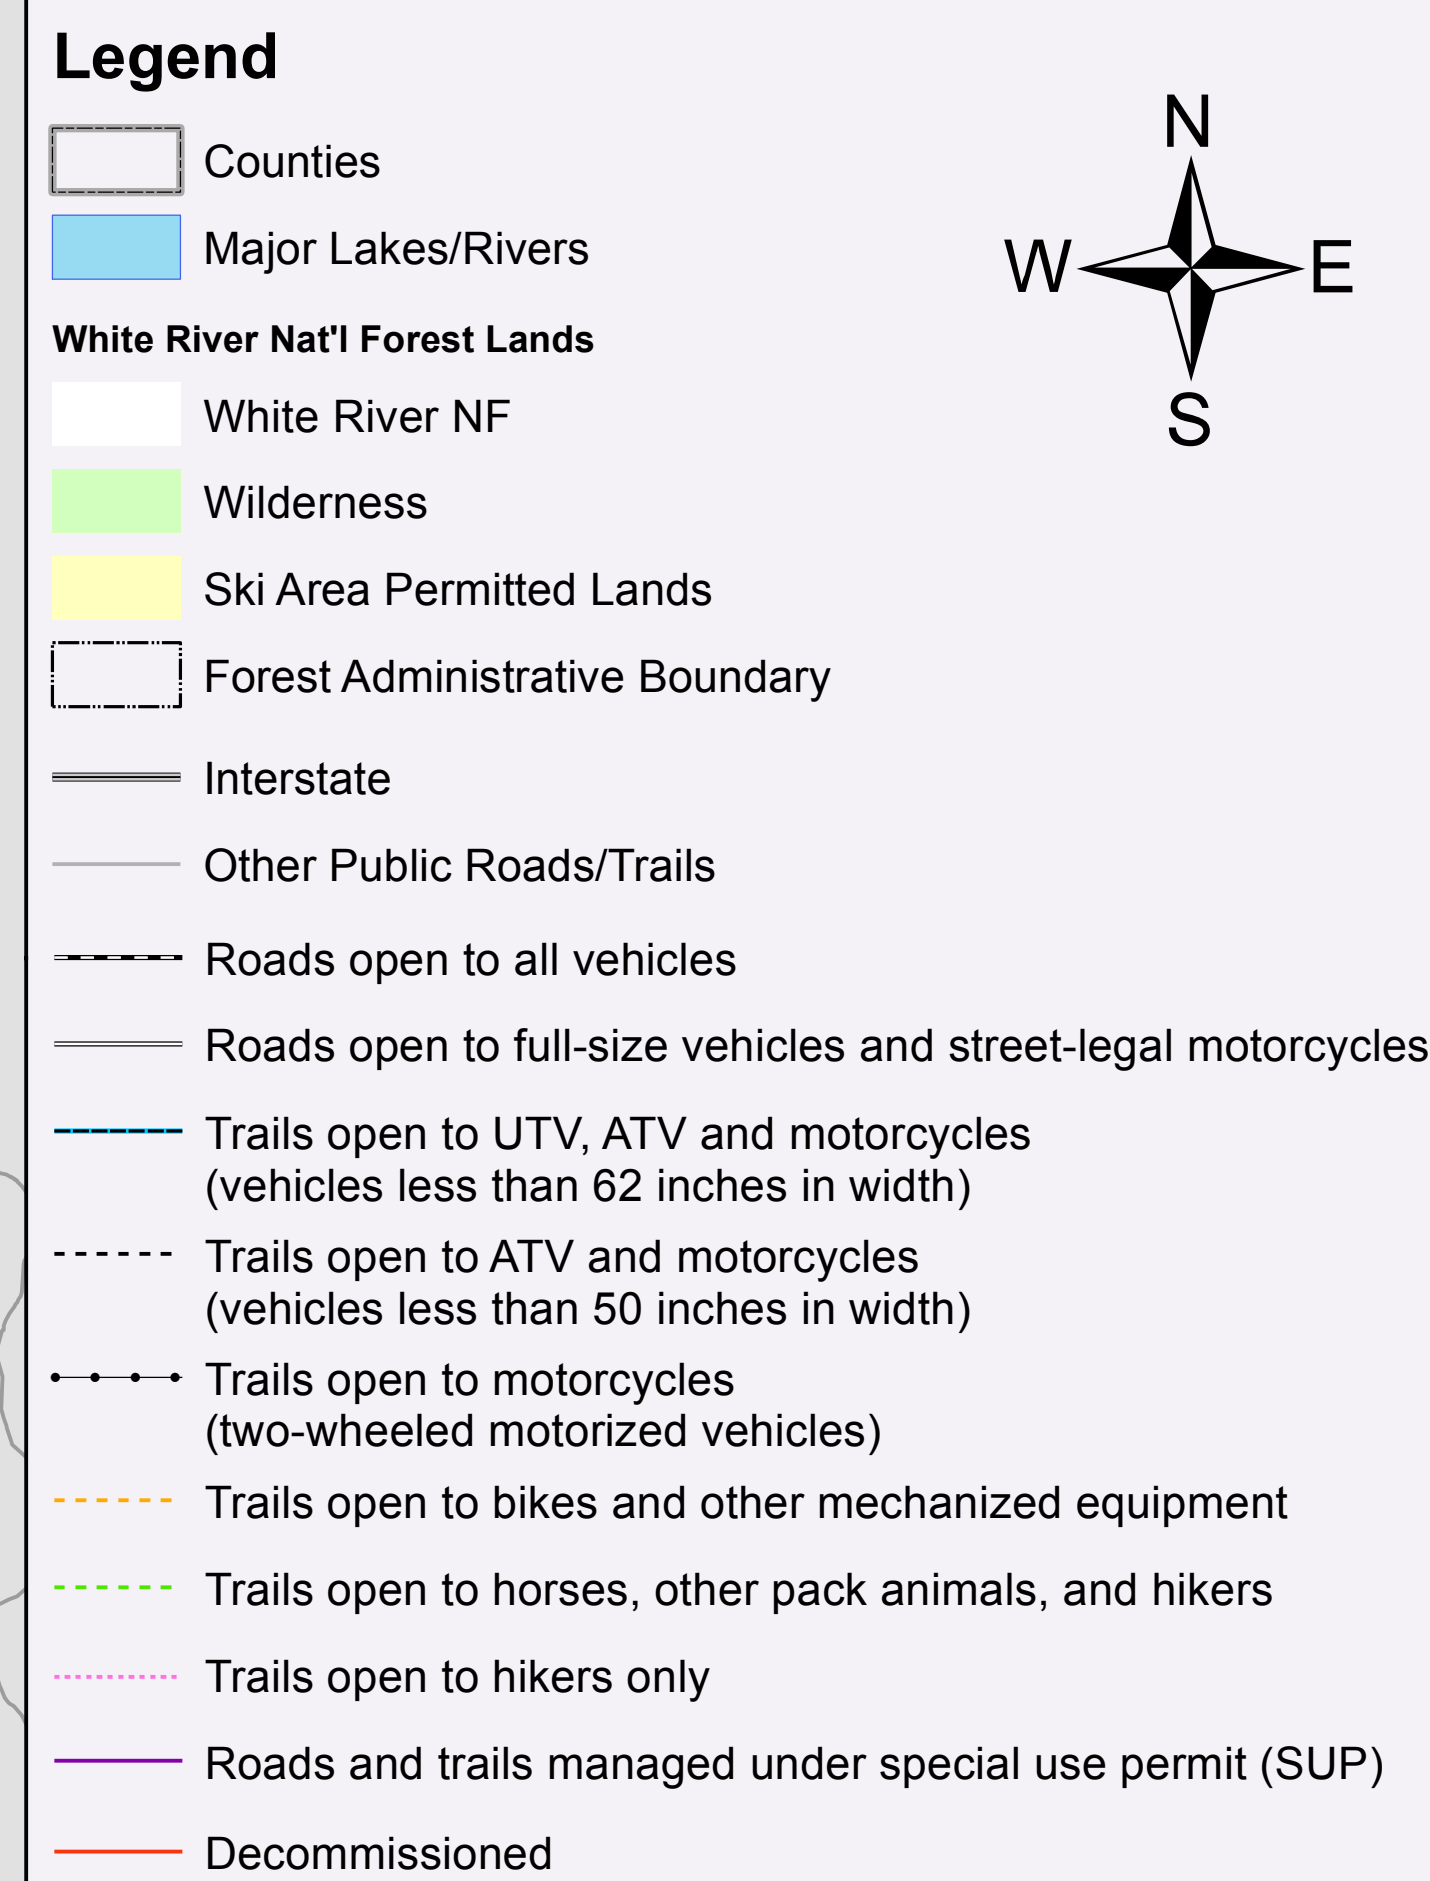 Legend
N
Counties
W
E
Major Lakes/Rivers
White River Nat'l Forest Lands
White River NF
S
Wilderness
Ski Area Permitted Lands
Forest Administrative Boundary
Interstate
Other Public Roads/Trails
Roads open to all vehicles
Roads open to full-size vehicles and street-legal motorcycles
Trails open to UTV, ATV and motorcycles
(vehicles less than 62 inches in width)
Trails open to ATV and motorcycles
(vehicles less than 50 inches in width)
Trails open to motorcycles
(two-wheeled motorized vehicles)
Trails open to bikes and other mechanized equipment
Trails open to horses, other pack animals, and hikers
Trails open to hikers only
Roads and trails managed under special use permit (SUP)
Decommissioned